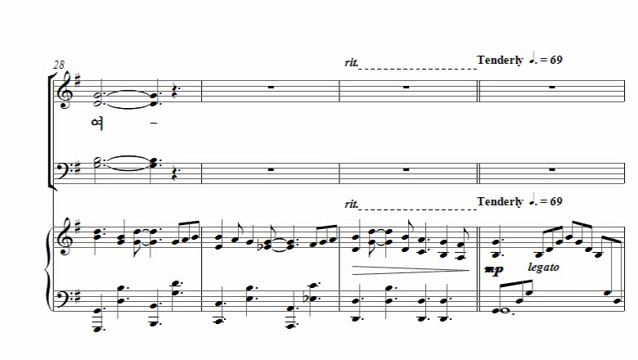 28
rit.
Tenderly ♩. = 69
rit.
Tenderly ♩. = 69
mp legato